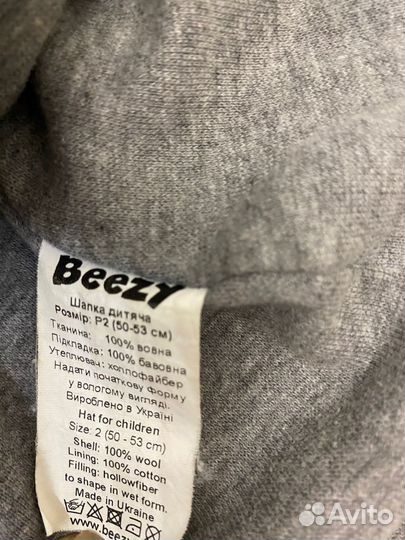 Beezy
Шапка дитяча
Розмір: Р2 (50-53 см)
Тканина: 100% вовна
Підкладка: 100% бавовна
Утеплювач: холлофайбер
Надати початкову форму
у вологому вигляді.
Вироблено в Україні
Hat for children
Size: 2 (50 - 53 cm)
Shell: 100% wool
Lining: 100% cotton
Filling: hollowfiber
to shape in wet form.
Made in Ukraine
www.beezy
Avito